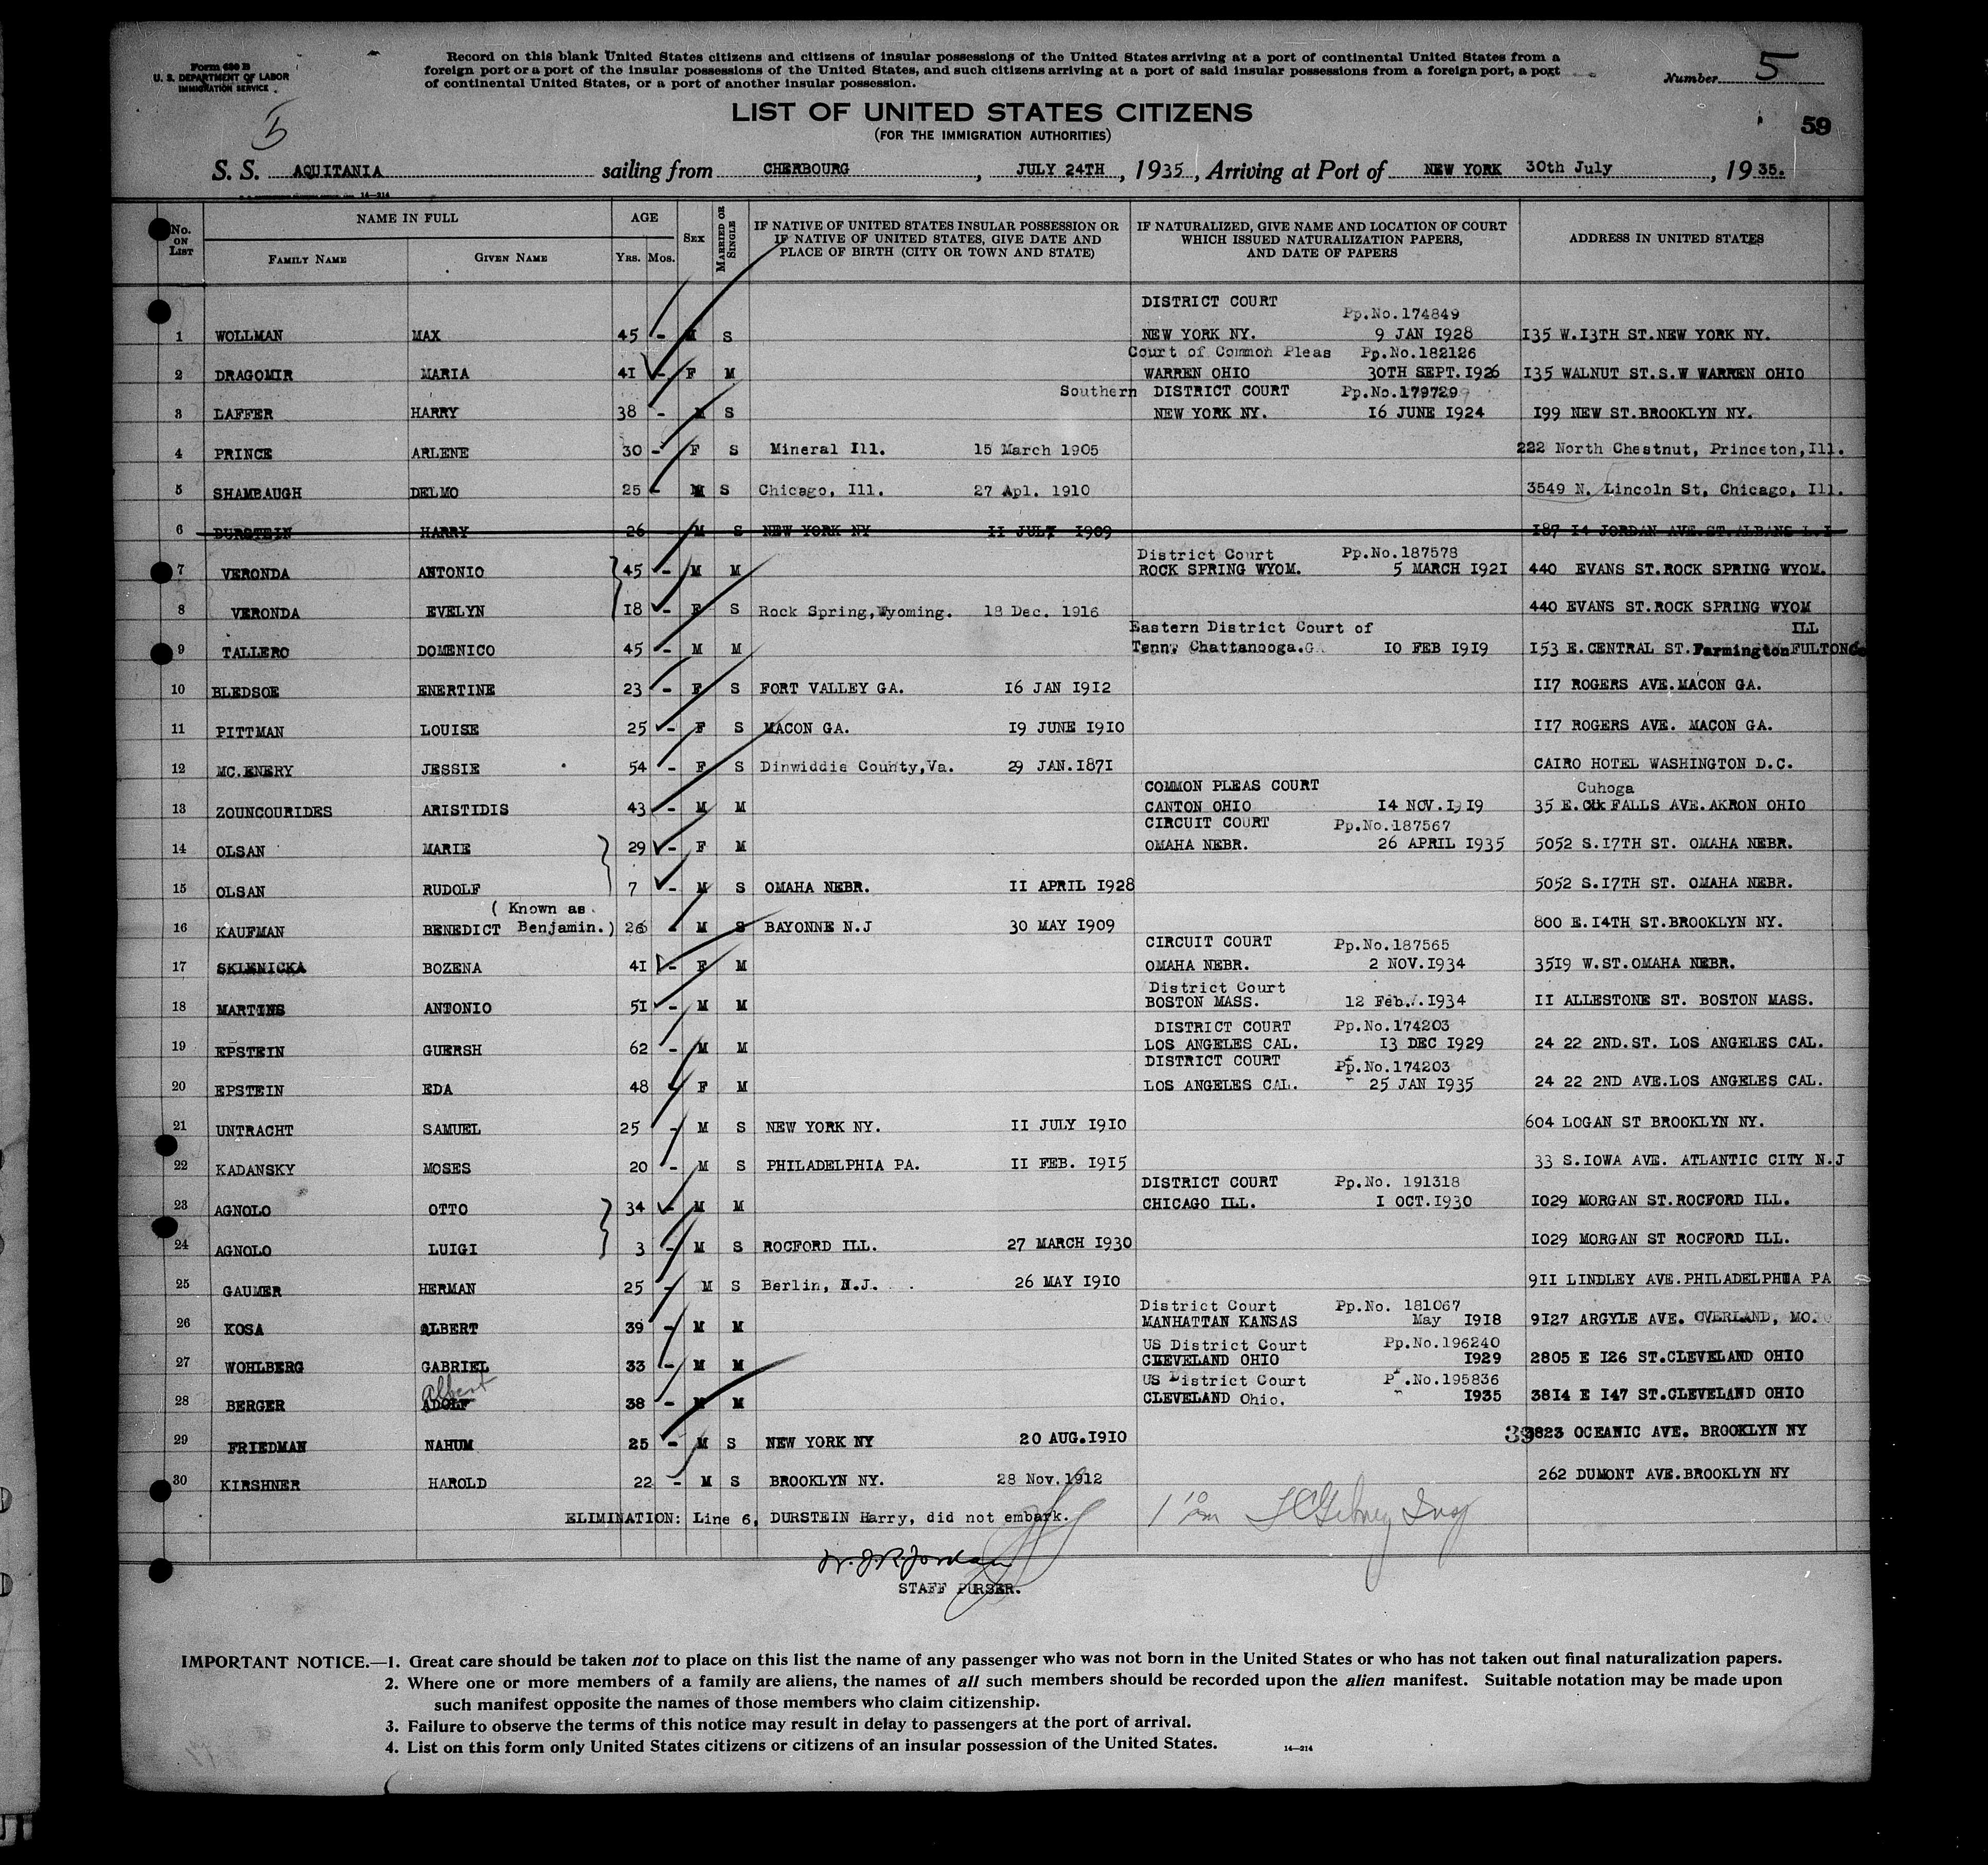 Form 630 B
U. S. DEPARTMENT OF LABOR
IMMIGRATION SERVICE
Record on this blank United States citizens and citizens of insular possessions of the United States arriving at a port of continental United States from a
foreign port or a port of the insular possessions of the United States, and such citizens arriving at a port of said insular possessions from a foreign port, a port
of continental United States, or a port of another insular possession.
Number 5
5
LIST OF UNITED STATES CITIZENS
(FOR THE IMMIGRATION AUTHORITIES)
59
S. S. AQUITANIA sailing from CHERBOURG, JULY 24TH, 1935, Arriving at Port of NEW YORK 30th July, 1935.
14—214
No. ON LIST NAME IN FULL AGE SEX MARRIED OR SINGLE IF NATIVE OF UNITED STATES INSULAR POSSESSION OR IF NATIVE OF UNITED STATES, GIVE DATE AND PLACE OF BIRTH (CITY OR TOWN AND STATE) IF NATURALIZED, GIVE NAME AND LOCATION OF COURT WHICH ISSUED NATURALIZATION PAPERS, AND DATE OF PAPERS ADDRESS IN UNITED STATES
FAMILY NAME GIVEN NAME YRS. MOS.
DISTRICT COURT Pp.No.174849
1 WOLLMAN MAX 45 - M S NEW YORK NY. 9 JAN 1928 135 W.13TH ST.NEW YORK NY.
Court of Common Pleas Pp.No.182126
2 DRAGOMIR MARIA 41 - F M WARREN OHIO 30TH SEPT.1926 135 WALNUT ST.S.W WARREN OHIO
Southern DISTRICT COURT Pp.No.179729
3 LAFFER HARRY 38 - M S NEW YORK NY. 16 JUNE 1924 199 NEW ST.BROOKLYN NY.
4 PRINCE ARLENE 30 - F S Mineral Ill. 15 March 1905 222 North Chestnut, Princeton,Ill.
5 SHAMBAUGH DELMO 25 - M S Chicago, Ill. 27 Apl. 1910 3549 N. Lincoln St, Chicago, Ill.
6 DURSTEIN HARRY 26 - M S NEW YORK NY 11 JULY 1909 187 14 JORDAN AVE.ST.ALBANS L.I
District Court Pp.No.187578
7 VERONDA ANTONIO 45 - M M ROCK SPRING WYOM. 5 MARCH 1921 440 EVANS ST.ROCK SPRING WYOM.
8 VERONDA EVELYN 18 - F S Rock Spring,Wyoming. 18 Dec. 1916 440 EVANS ST.ROCK SPRING WYOM
Eastern District Court of ILL
9 TALLERO DOMENICO 45 - M M Tenn, Chattanooga. 10 FEB 1919 153 E.CENTRAL ST.Farmington FULTON
10 BLEDSOE ENERTINE 23 - F S FORT VALLEY GA. 16 JAN 1912 117 ROGERS AVE.MACON GA.
11 PITTMAN LOUISE 25 - F S MACON GA. 19 JUNE 1910 117 ROGERS AVE. MACON GA.
12 MC.ENERY JESSIE 54 - F S Dinwiddie County,Va. 29 JAN.1871 CAIRO HOTEL WASHINGTON D.C.
COMMON PLEAS COURT Cuhoga
13 ZOUNCOURIDES ARISTIDIS 43 - M M CANTON OHIO 14 NOV.1919 35 E. FALLS AVE.AKRON OHIO
CIRCUIT COURT Pp.No.187567
14 OLSAN MARIE 29 - F M OMAHA NEBR. 26 APRIL 1935 5052 S.17TH ST. OMAHA NEBR.
15 OLSAN RUDOLF 7 - M S OMAHA NEBR. 11 APRIL 1928 5052 S.17TH ST. OMAHA NEBR.
( Known as
16 KAUFMAN BENEDICT Benjamin.) 26 - M S BAYONNE N.J 30 MAY 1909 800 E.14TH ST.BROOKLYN NY.
CIRCUIT COURT Pp.No.187565
17 SKLENICKA BOZENA 41 - F M OMAHA NEBR. 2 NOV.1934 3519 W.ST.OMAHA NEBR.
District Court
18 MARTINS ANTONIO 51 - M M BOSTON MASS. 12 Feb. 1934 11 ALLESTONE ST. BOSTON MASS.
DISTRICT COURT Pp.No.174203
19 EPSTEIN GUERSH 62 - M M LOS ANGELES CAL. 13 DEC 1929 24 22 2ND.ST. LOS ANGELES CAL.
DISTRICT COURT Pp.No.174203
20 EPSTEIN EDA 48 - F M LOS ANGELES CAL. 25 JAN 1935 24 22 2ND AVE.LOS ANGELES CAL.
21 UNTRACHT SAMUEL 25 - M S NEW YORK NY. 11 JULY 1910 604 LOGAN ST BROOKLYN NY.
22 KADANSKY MOSES 20 - M S PHILADELPHIA PA. 11 FEB. 1915 33 S.IOWA AVE. ATLANTIC CITY N.J
DISTRICT COURT Pp.No. 191318
23 AGNOLO OTTO 34 - M M CHICAGO ILL. 1 OCT.1930 1029 MORGAN ST.ROCFORD ILL.
24 AGNOLO LUIGI 3 - M S ROCFORD ILL. 27 MARCH 1930 1029 MORGAN ST ROCFORD ILL.
25 GAUMER HERMAN 25 - M S Berlin, N.J. 26 MAY 1910 911 LINDLEY AVE.PHILADELPHIA PA
District Court Pp.No. 181067
26 KOSA ALBERT 39 - M M MANHATTAN KANSAS May 1918 9127 ARGYLE AVE. OVERLAND, MO.
US District Court Pp.No.196240
27 WOHLBERG GABRIEL 33 - M M CLEVELAND OHIO 1929 2805 E 126 ST.CLEVELAND OHIO
Albert US District Court P.No.195836
28 BERGER ADOLF 38 - M M CLEVELAND Ohio. 1935 3814 E 147 ST.CLEVELAND OHIO
29 FRIEDMAN NAHUM 25 - M S NEW YORK NY 20 AUG.1910 3823 OCEANIC AVE. BROOKLYN NY
30 KIRSHNER HAROLD 22 - M S BROOKLYN NY. 28 Nov.1912 262 DUMONT AVE.BROOKLYN NY
ELIMINATION: Line 6, DURSTEIN Harry, did not embark.
STAFF PURSER.
IMPORTANT NOTICE.—1. Great care should be taken not to place on this list the name of any passenger who was not born in the United States or who has not taken out final naturalization papers.
2. Where one or more members of a family are aliens, the names of all such members should be recorded upon the alien manifest. Suitable notation may be made upon
such manifest opposite the names of those members who claim citizenship.
3. Failure to observe the terms of this notice may result in delay to passengers at the port of arrival.
4. List on this form only United States citizens or citizens of an insular possession of the United States.
14—214